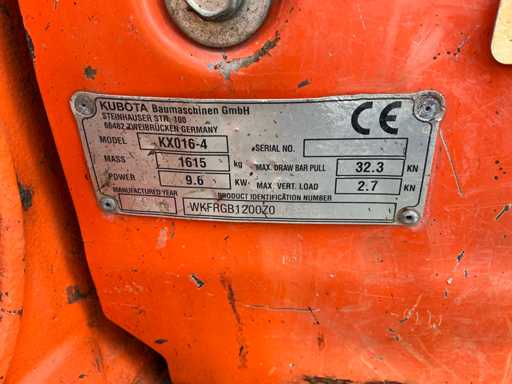 KUBOTA Baumaschinen GmbH
STEINHAUSER STR. 100
66482 ZWEIBRÜCKEN GERMANY
CE
MODEL KX016-4 SERIAL NO.
MASS 1615 kg MAX. DRAW BAR PULL 32.3 KN
POWER 9.6 KW MAX. VERT. LOAD 2.7 KN
MANUFACTURED YEAR PRODUCT IDENTIFICATION NUMBER
WKFRGB1200Z0